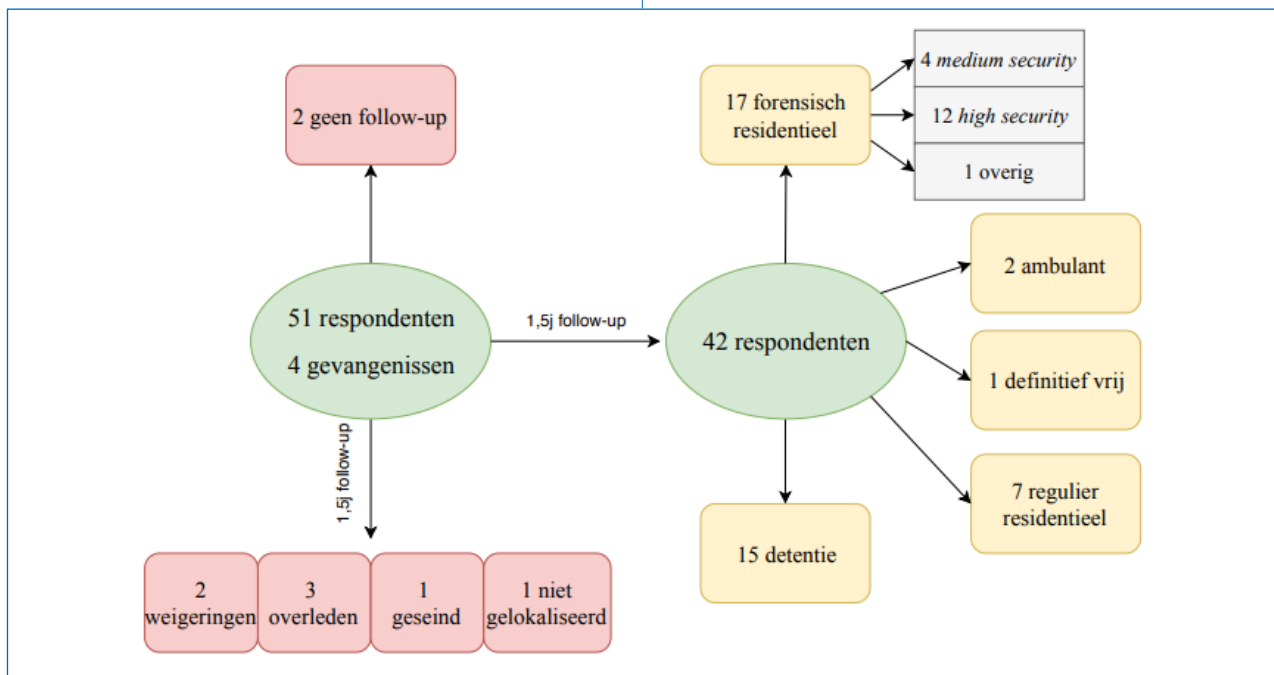 2 geen follow-up
17 forensisch
residentieel
4 medium security
12 high security
1 overig
51 respondenten
4 gevangenissen
1,5j follow-up
42 respondenten
2 ambulant
1 definitief vrij
7 regulier
residentieel
1,5j follow-up
15 detentie
2
weigeringen
3
overleden
1
geseind
1 niet
gelokaliseerd